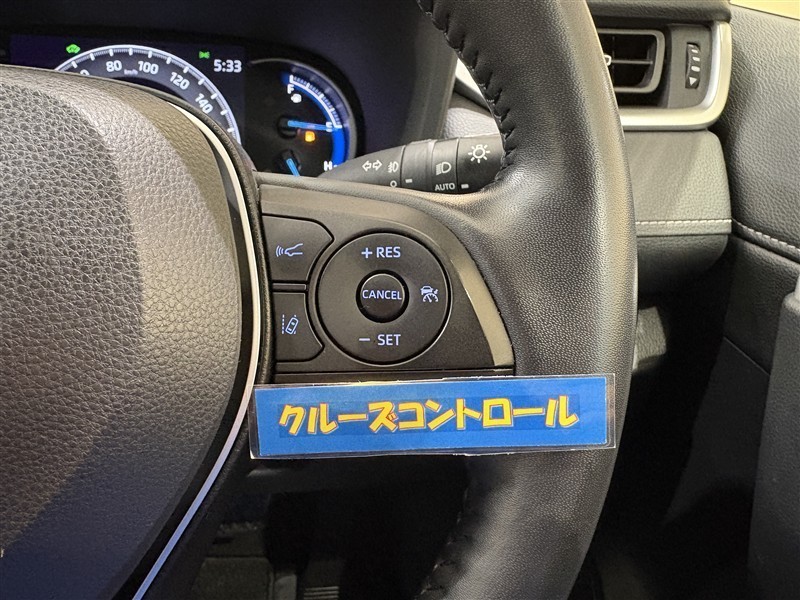 80 100 120 140
km/h
5:33
F
E
H
O
AUTO
+ RES
CANCEL
− SET
クルーズコントロール